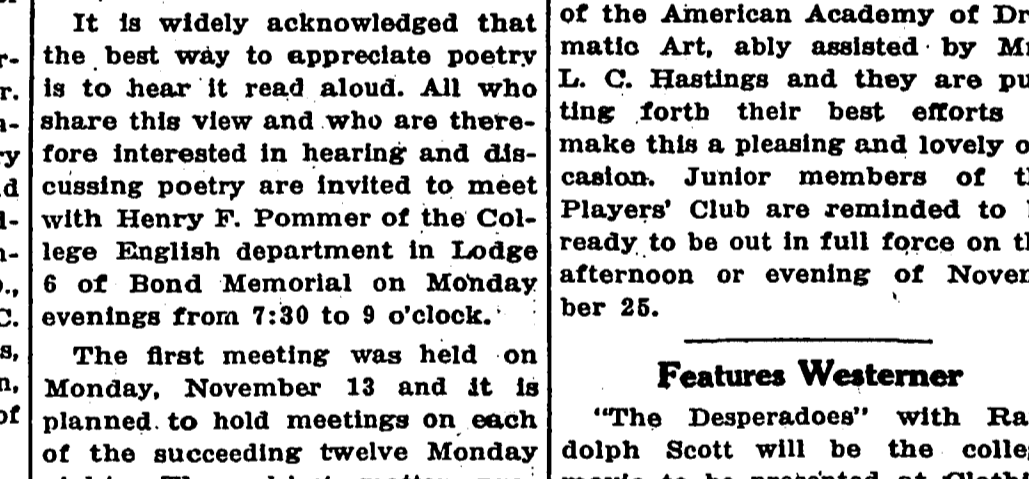 It is widely acknowledged that
the best way to appreciate poetry
is to hear it read aloud. All who
share this view and who are there-
fore interested in hearing and dis-
cussing poetry are invited to meet
with Henry F. Pommer of the Col-
lege English department in Lodge
6 of Bond Memorial on Monday
evenings from 7:30 to 9 o'clock.
The first meeting was held on
Monday, November 13 and it is
planned to hold meetings on each
of the succeeding twelve Monday
of the American Academy of Dr
matic Art, ably assisted by
L. C. Hastings and they are pu
ting forth their best efforts
make this a pleasing and lovely o
casion. Junior members of t
Players' Club are reminded to
ready to be out in full force on t
afternoon or evening of Novem
ber 25.
Features Westerner
"The Desperadoes" with Ra
dolph Scott will be the colle